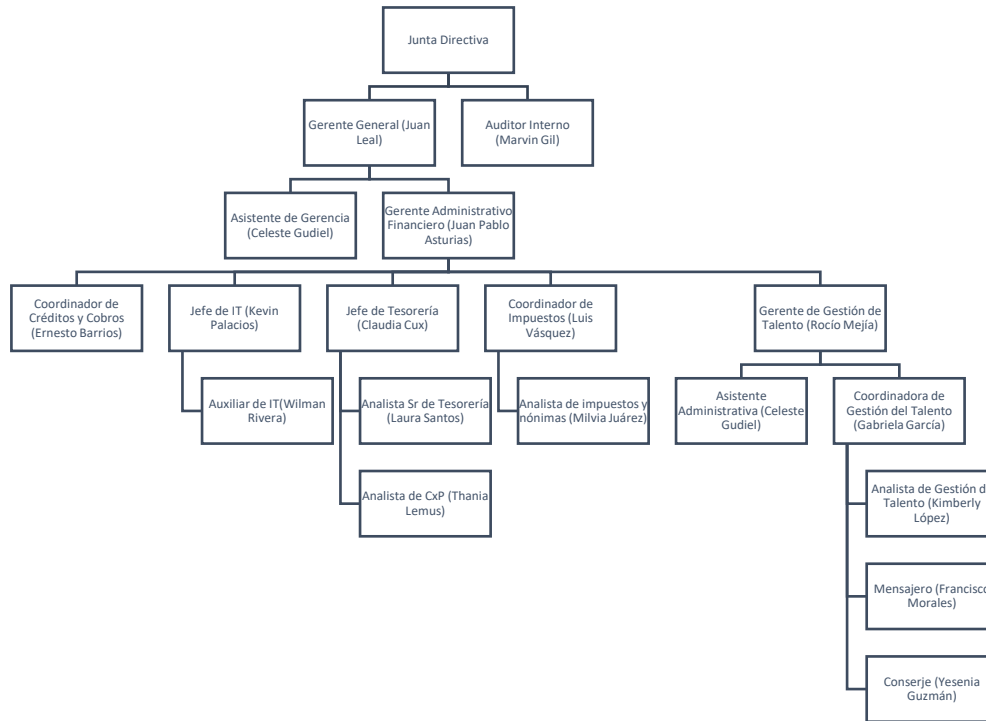 Junta Directiva
Gerente General (Juan
Leal)
Auditor Interno
(Marvin Gil)
Asistente de Gerencia
(Celeste Gudiel)
Gerente Administrativo
Financiero (Juan Pablo
Asturias)
Coordinador de
Créditos y Cobros
(Ernesto Barrios)
Jefe de IT (Kevin
Palacios)
Jefe de Tesorería
(Claudia Cux)
Coordinador de
Impuestos (Luis
Vásquez)
Gerente de Gestión de
Talento (Rocío Mejía)
Auxiliar de IT(Wilman
Rivera)
Analista Sr de Tesorería
(Laura Santos)
Analista de impuestos y
nónimas (Milvia Juárez)
Asistente
Administrativa (Celeste
Gudiel)
Coordinadora de
Gestión del Talento
(Gabriela García)
Analista de CxP (Thania
Lemus)
Analista de Gestión d
Talento (Kimberly
López)
Mensajero (Francisco
Morales)
Conserje (Yesenia
Guzmán)